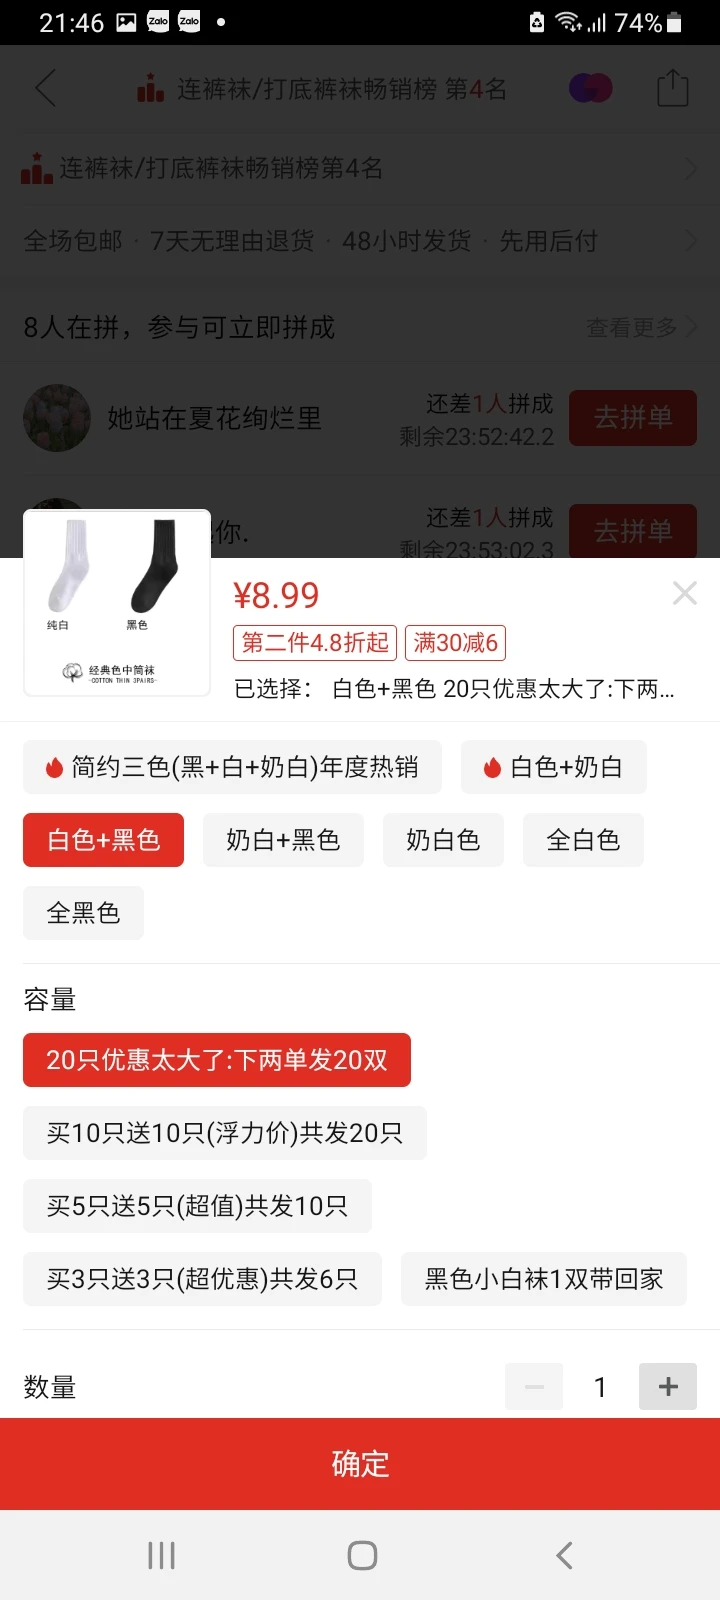 21:46 Zalo Zalo 74%
连裤袜/打底裤袜畅销榜 第4名
连裤袜/打底裤袜畅销榜第4名
全场包邮 · 7天无理由退货 · 48小时发货 · 先用后付
8人在拼，参与可立即拼成 查看更多
她站在夏花绚烂里
还差1人拼成
剩余23:52:42.2
去拼单
你.
还差1人拼成
剩余23:53:02.3
去拼单
纯白 黑色
经典色中筒袜
-COTTON THIN 3PAIRS-
¥8.99
第二件4.8折起 满30减6
已选择： 白色+黑色 20只优惠太大了:下两...
简约三色(黑+白+奶白)年度热销 白色+奶白
白色+黑色 奶白+黑色 奶白色 全白色
全黑色
容量
20只优惠太大了:下两单发20双
买10只送10只(浮力价)共发20只
买5只送5只(超值)共发10只
买3只送3只(超优惠)共发6只 黑色小白袜1双带回家
数量 1
确定